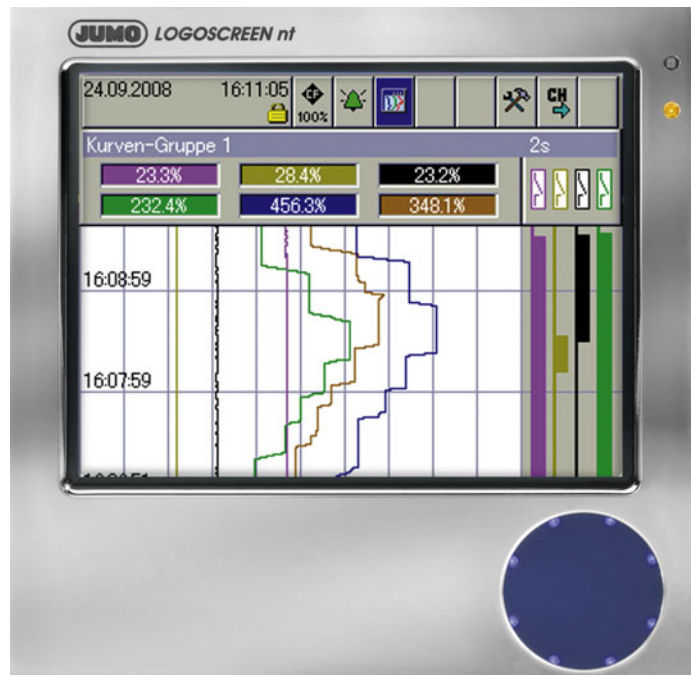 JUMO LOGOSCREEN nt
24.09.2008 16:11:05 CF CH
100%
Kurven-Gruppe 1 2s
23.3% 28.4% 23.2%
232.4% 456.3% 348.1%
16:08:59
16:07:59